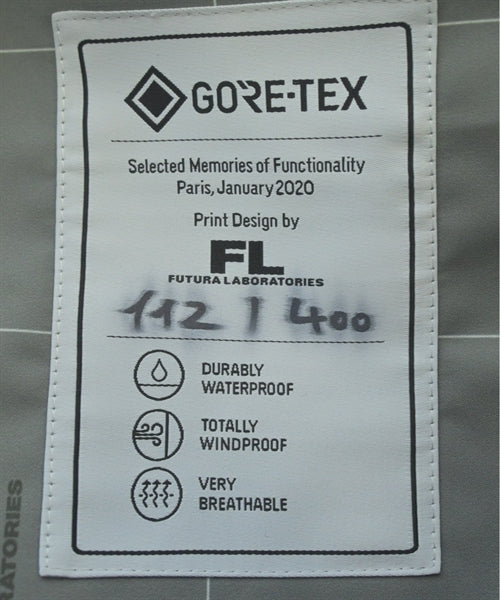 GORE-TEX
Selected Memories of Functionality
Paris, January 2020
Print Design by
FL
FUTURA LABORATORIES
112 / 400
DURABLY
WATERPROOF
TOTALLY
WINDPROOF
VERY
BREATHABLE
RATORIES